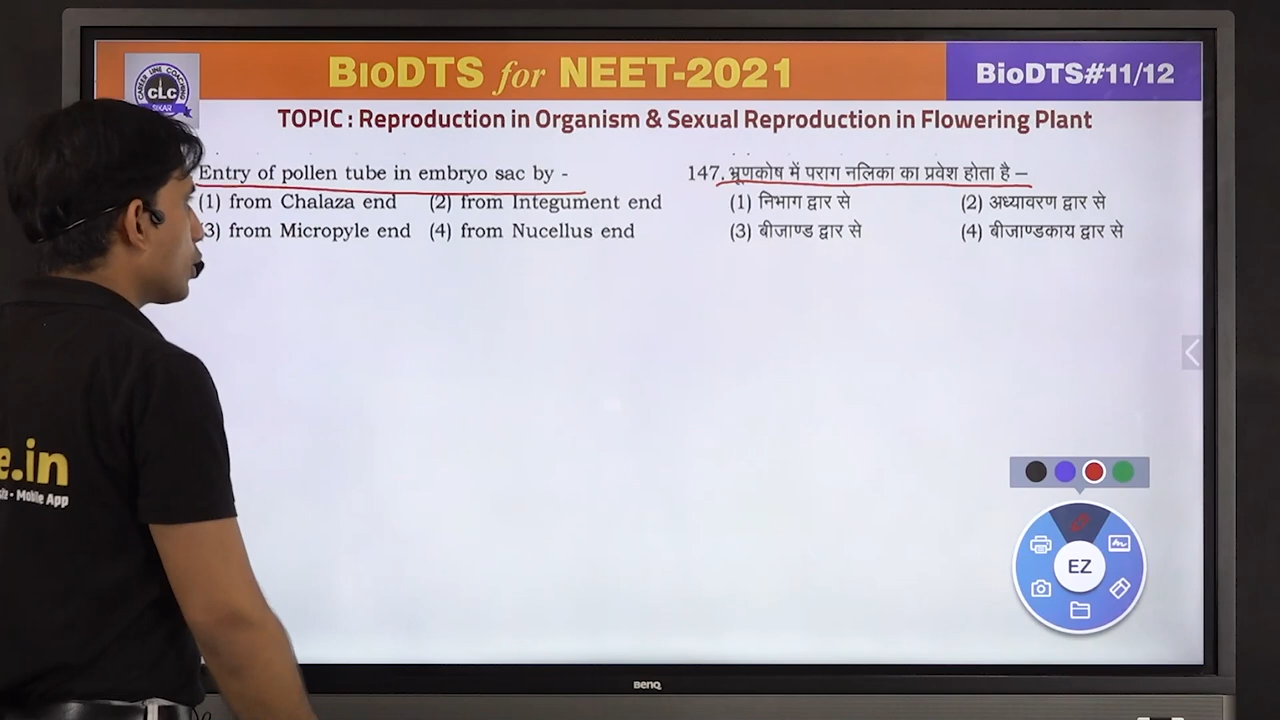 BIODTS for NEET-2021
BioDTS#11/12
CAREER LINE COACHING
CLC
SIKAR
TOPIC : Reproduction in Organism & Sexual Reproduction in Flowering Plant
Entry of pollen tube in embryo sac by -
(1) from Chalaza end (2) from Integument end
3) from Micropyle end (4) from Nucellus end
147. भ्रूणकोष में पराग नलिका का प्रवेश होता है –
(1) निभाग द्वार से (2) अध्यावरण द्वार से
(3) बीजाण्ड द्वार से (4) बीजाण्डकाय द्वार से
e.in
- Mobile App
EZ
BenQ